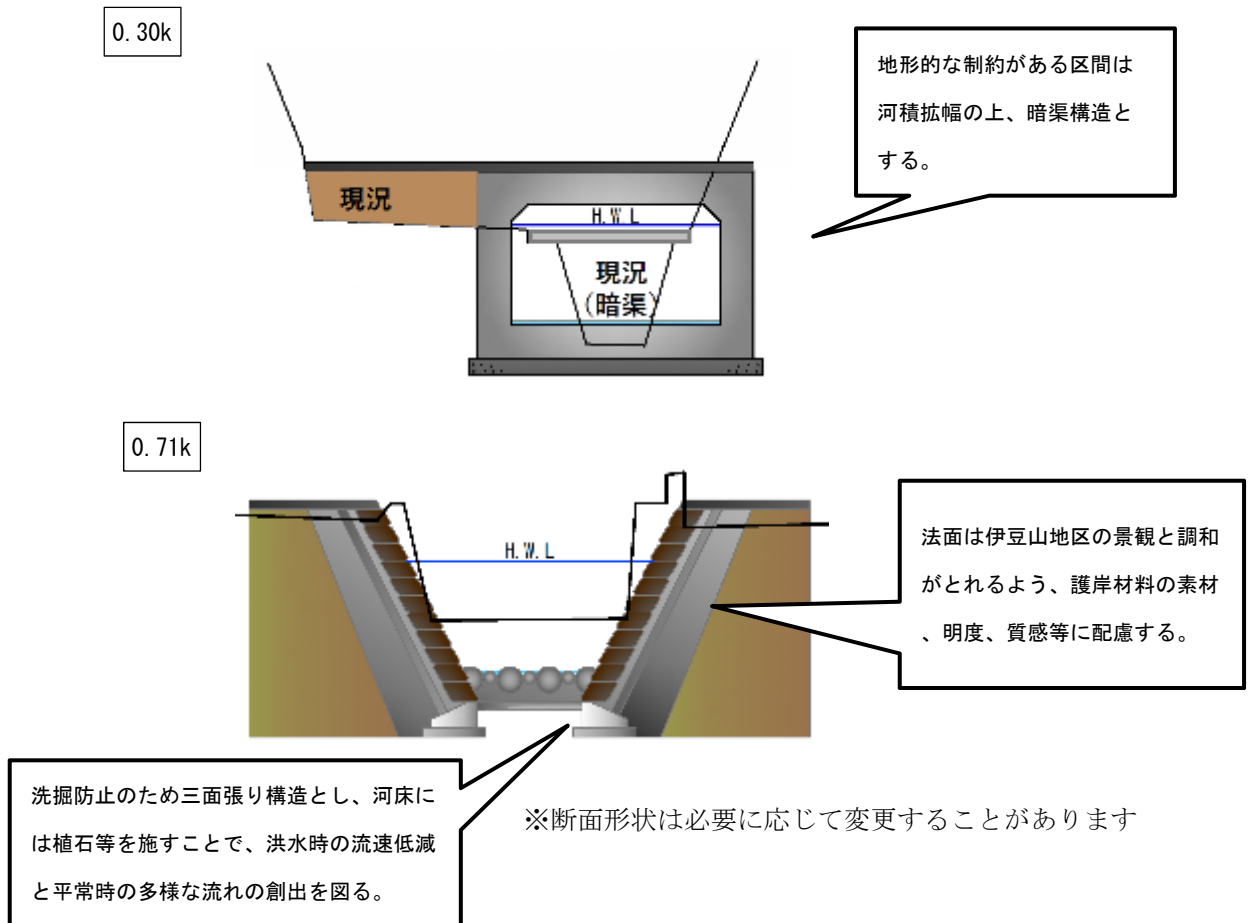 0.30k
地形的な制約がある区間は
河積拡幅の上、暗渠構造と
する。
現況
H.W.L
現況
(暗渠)
0.71k
H.W.L
法面は伊豆山地区の景観と調和
がとれるよう、護岸材料の素材
、明度、質感等に配慮する。
洗掘防止のため三面張り構造とし、河床に
は植石等を施すことで、洪水時の流速低減
と平常時の多様な流れの創出を図る。
※断面形状は必要に応じて変更することがあります